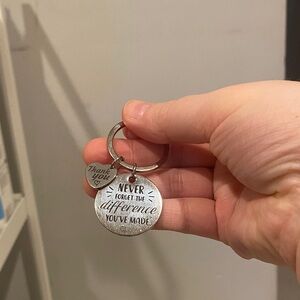 Thank
you
NEVER
FORGET THE
difference
YOU'VE MADE